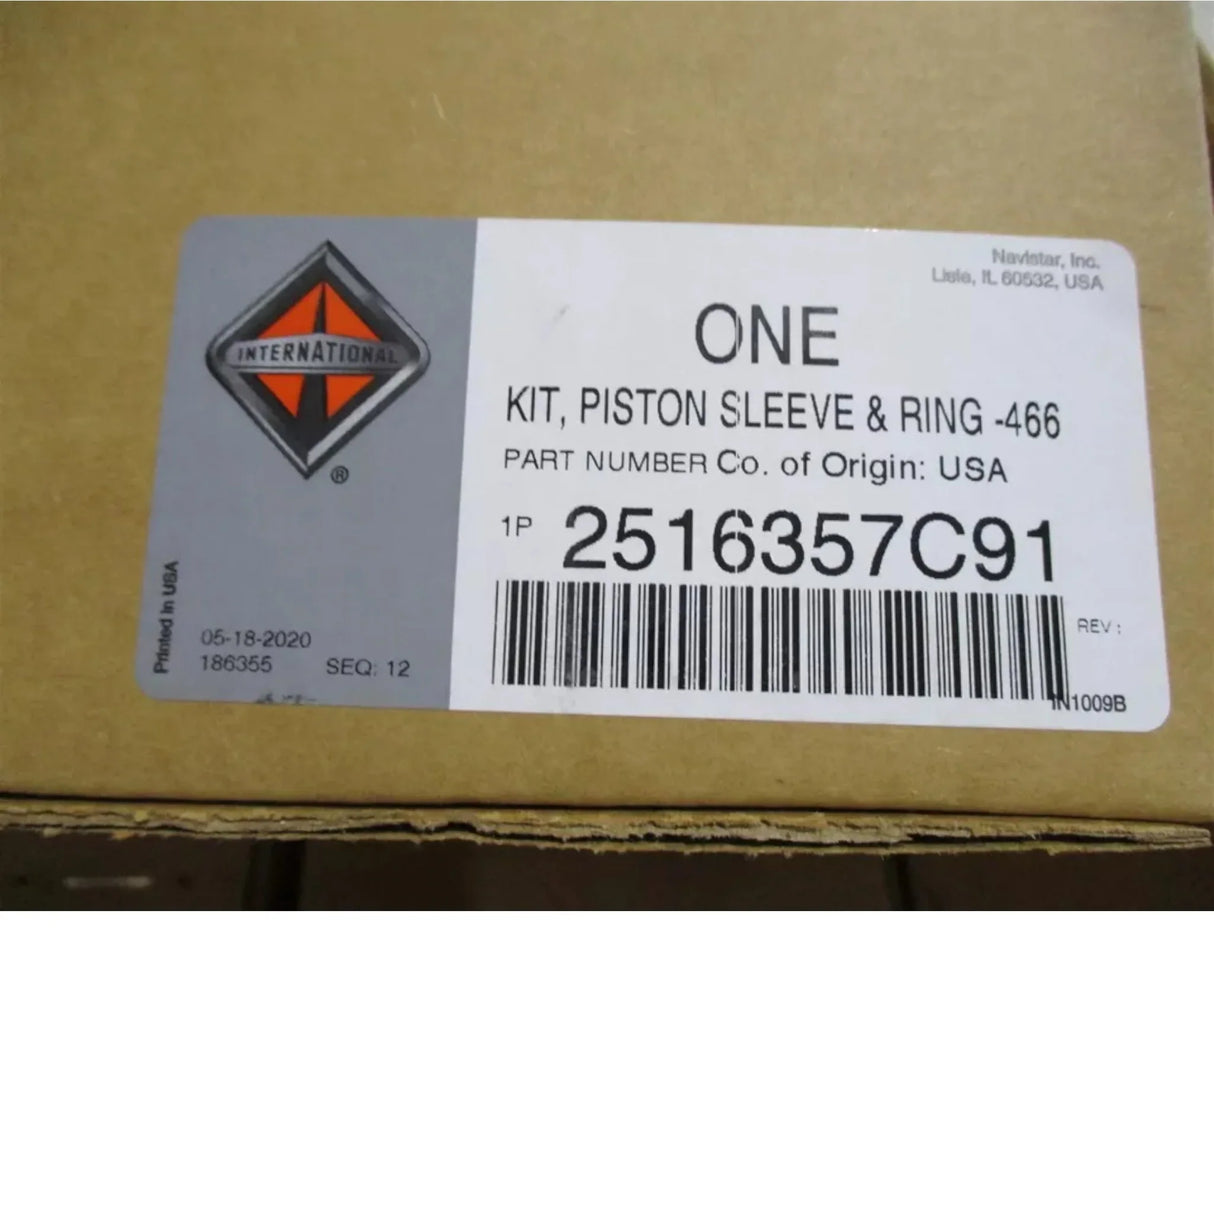 Navistar, Inc.
Lisle, IL 60532, USA
INTERNATIONAL
®
ONE
KIT, PISTON SLEEVE & RING -466
PART NUMBER Co. of Origin: USA
1P 2516357C91
REV:
IN1009B
Printed in USA
05-18-2020
186355 SEQ: 12